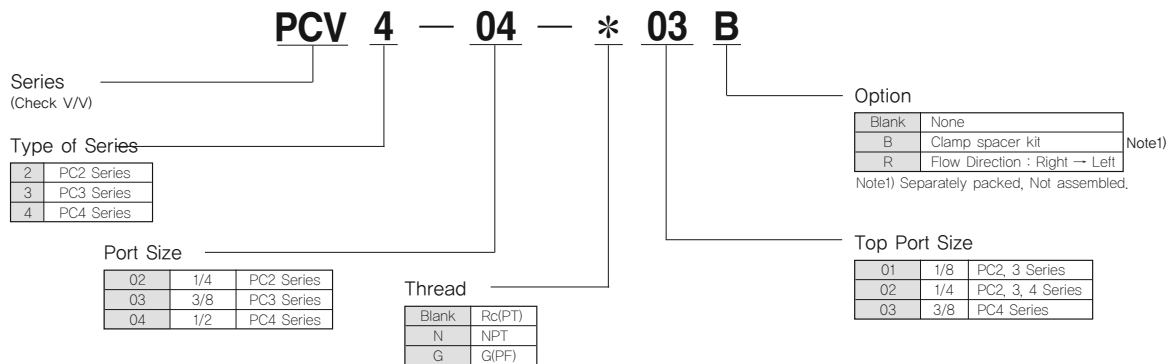 PCV 4 — 04 — * 03 B
Series
(Check V/V)
Type of Series
2 PC2 Series
3 PC3 Series
4 PC4 Series
Port Size
02 1/4 PC2 Series
03 3/8 PC3 Series
04 1/2 PC4 Series
Thread
Blank Rc(PT)
N NPT
G G(PF)
Option
Blank None
B Clamp spacer kit Note1)
R Flow Direction : Right → Left
Note1) Separately packed, Not assembled.
Top Port Size
01 1/8 PC2, 3 Series
02 1/4 PC2, 3, 4 Series
03 3/8 PC4 Series